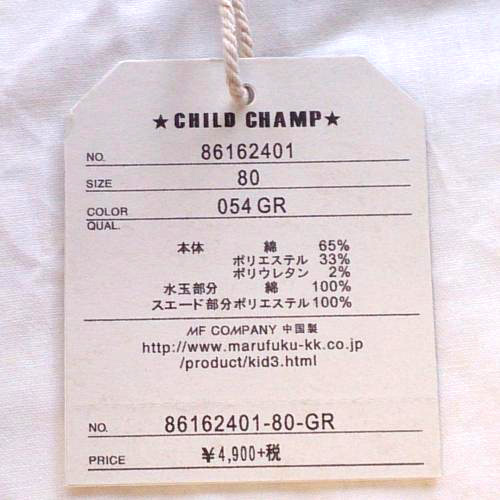 ★CHILD CHAMP★
NO. 86162401
SIZE 80
COLOR 054 GR
QUAL.
本体 綿 65%
ポリエステル 33%
ポリウレタン 2%
水玉部分 綿 100%
スエード部分ポリエステル100%
MF COMPANY 中国製
http://www.marufuku-kk.co.jp
/product/kid3.html
NO. 86162401-80-GR
PRICE ¥4,900+税